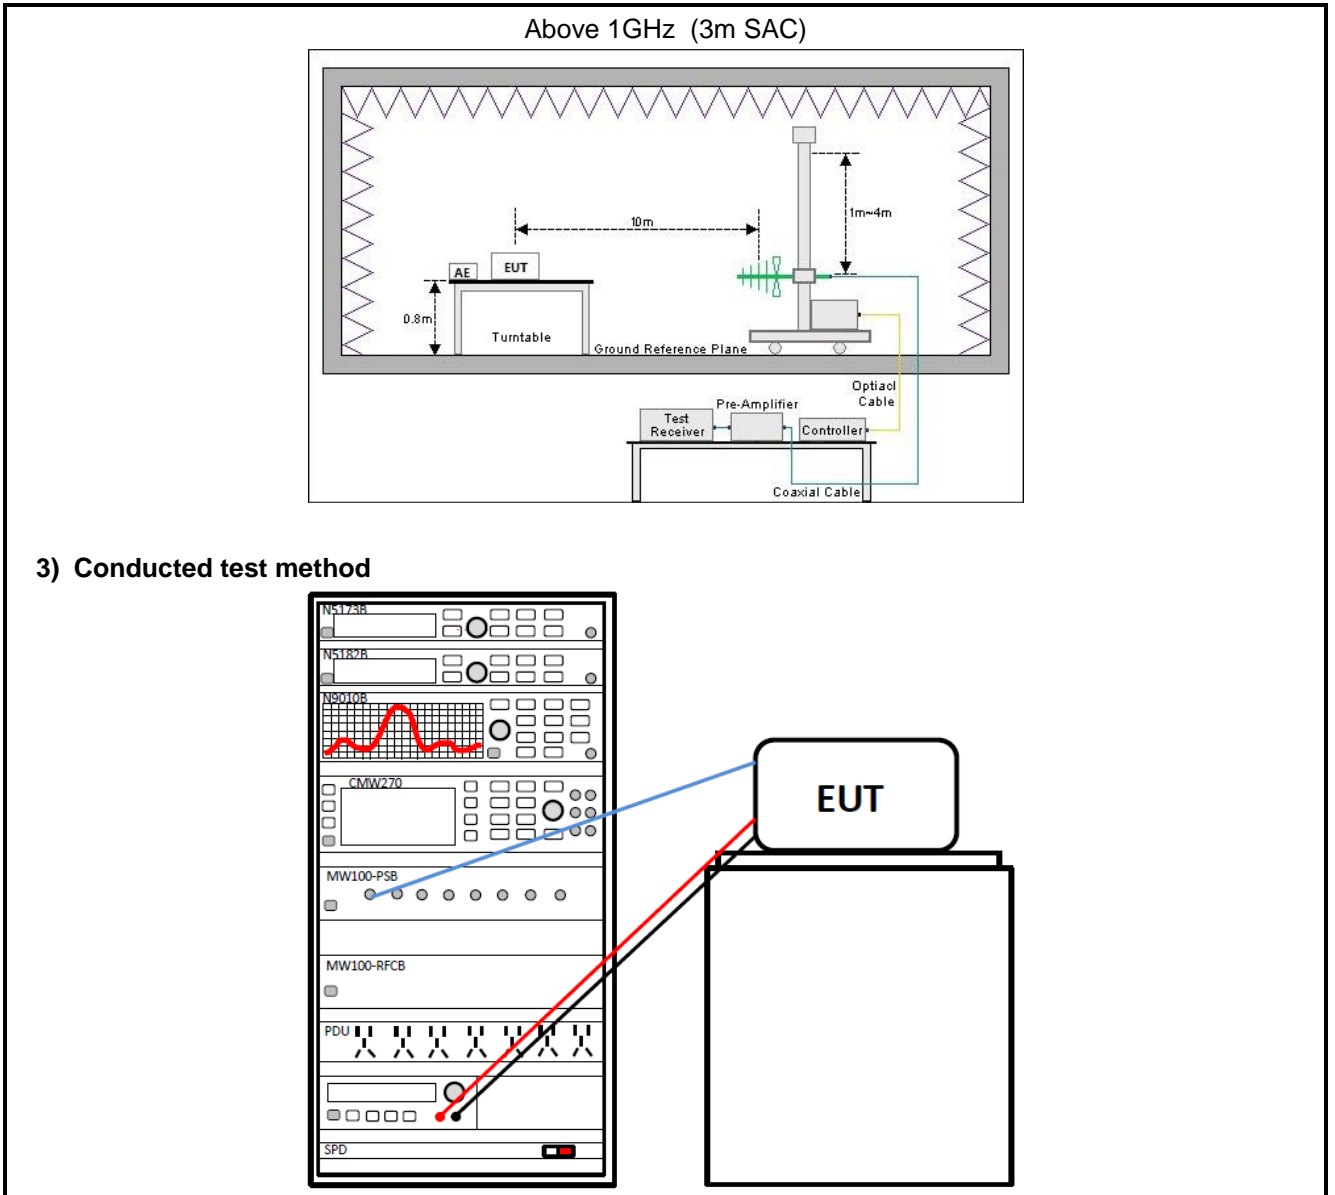 Above 1GHz (3m SAC)
10m
1m~4m
AE
EUT
0.8m
Turntable
Ground Reference Plane
Optiacl
Cable
Pre-Amplifier
Test
Receiver
Controller
Coaxial Cable
3) Conducted test method
N5173B
N5182B
N9010B
CMW270
EUT
MW100-PSB
MW100-RFCB
PDU
SPD